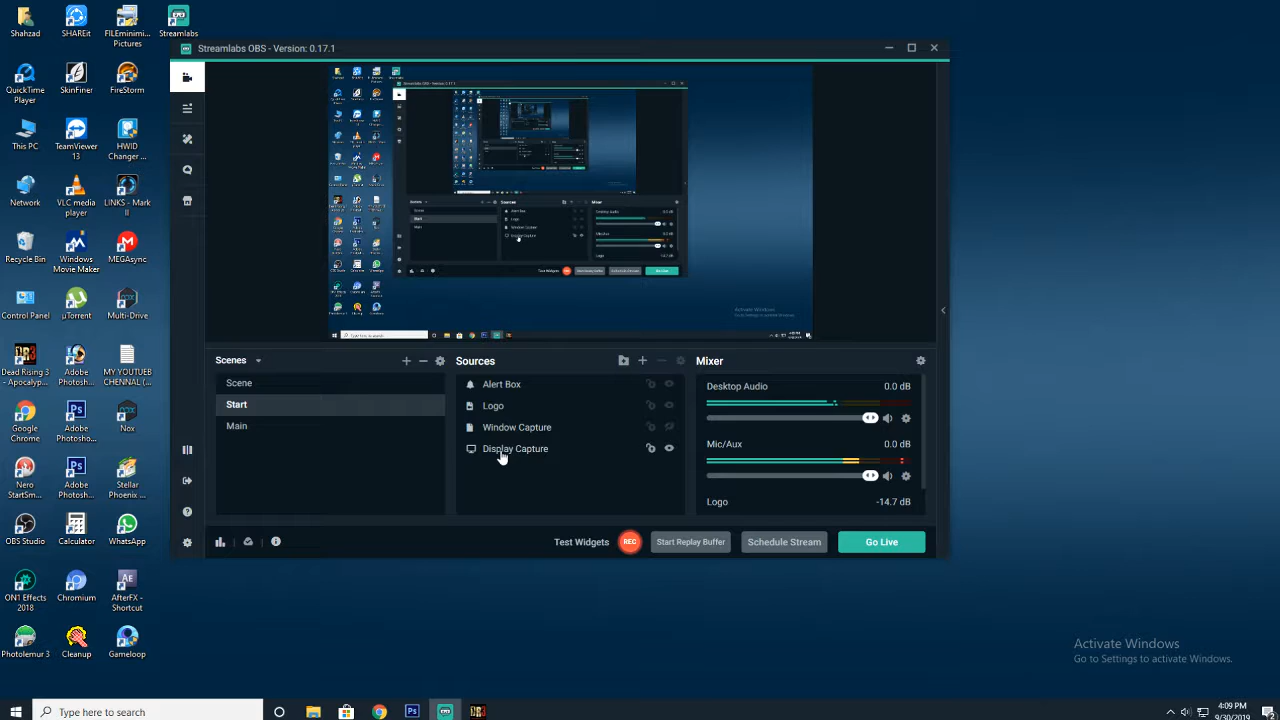 Shahzad
SHAREit
FILEminimi...
Pictures
Streamlabs
QuickTime
Player
SkinFiner
FireStorm
This PC
TeamViewer
13
HWID
Changer ...
Network
VLC media
player
LINKS - Mark
II
Recycle Bin
Windows
Movie Maker
MEGAsync
Control Panel
µTorrent
Multi-Drive
Dead Rising 3
- Apocalyp...
Adobe
Photosh...
MY YOUTUEB
CHENNAL (...
Google
Chrome
Adobe
Photosho...
Nox
Nero
StartSm...
Adobe
Photosh...
Stellar
Phoenix ...
OBS Studio
Calculator
WhatsApp
ON1 Effects
2018
Chromium
AfterFX -
Shortcut
Photolemur 3
Cleanup
Gameloop
Streamlabs OBS - Version: 0.17.1
Scenes
Scene
Start
Main
Sources
Alert Box
Logo
Window Capture
Display Capture
Mixer
Desktop Audio 0.0 dB
Mic/Aux 0.0 dB
Logo -14.7 dB
Test Widgets REC Start Replay Buffer Schedule Stream Go Live
Activate Windows
Go to Settings to activate Windows.
Type here to search
4:09 PM
9/30/2019